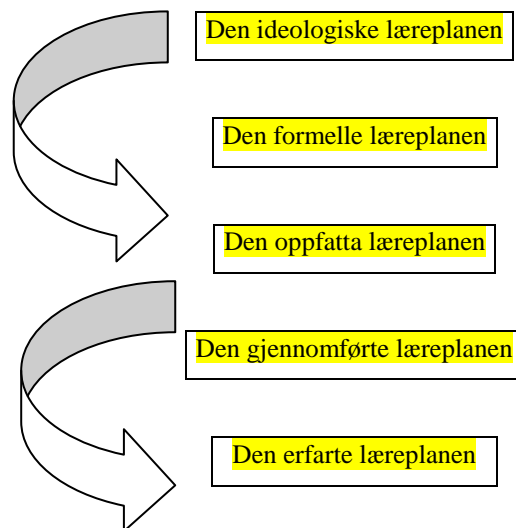 Den ideologiske læreplanen
Den formelle læreplanen
Den oppfatta læreplanen
Den gjennomførte læreplanen
Den erfarte læreplanen